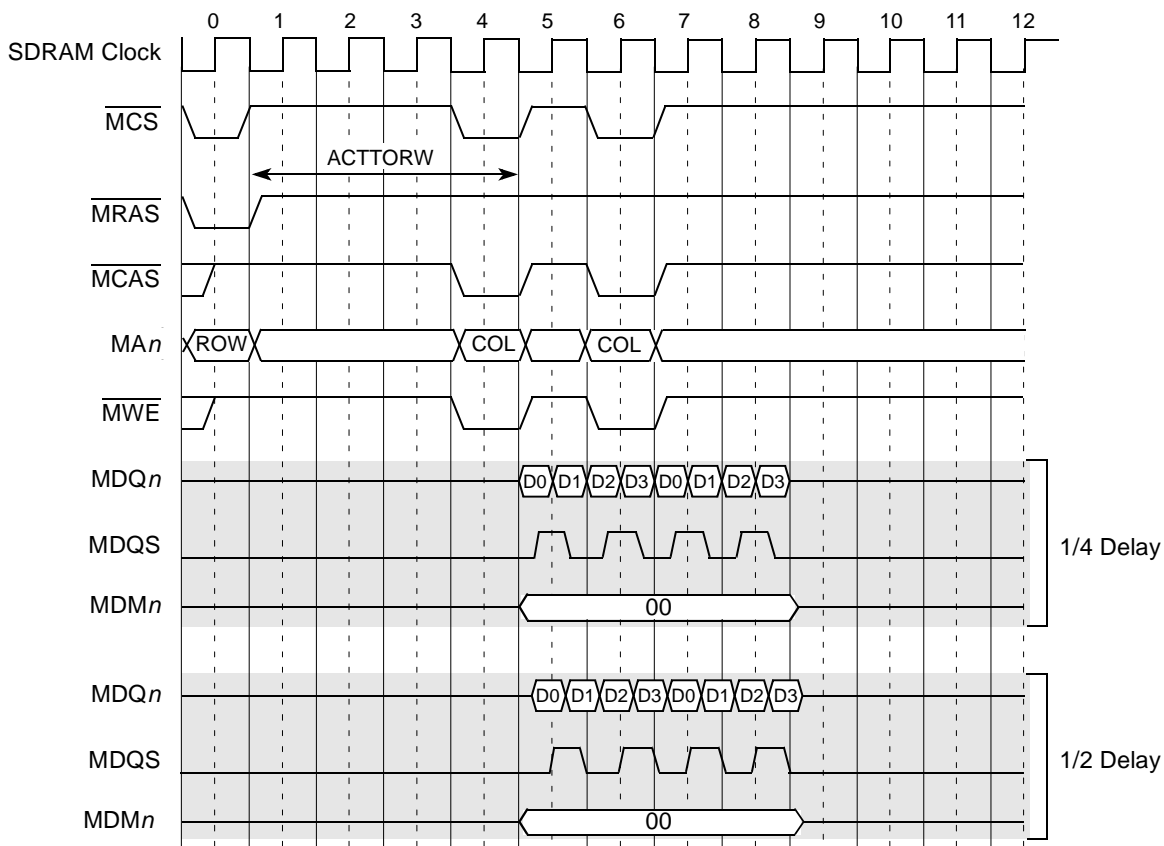 0 1 2 3 4 5 6 7 8 9 10 11 12
SDRAM Clock
MCS
ACTTORW
MRAS
MCAS
MAn ROW COL COL
MWE
MDQn D0 D1 D2 D3 D0 D1 D2 D3
MDQS
1/4 Delay
MDMn 00
MDQn D0 D1 D2 D3 D0 D1 D2 D3
MDQS
1/2 Delay
MDMn 00